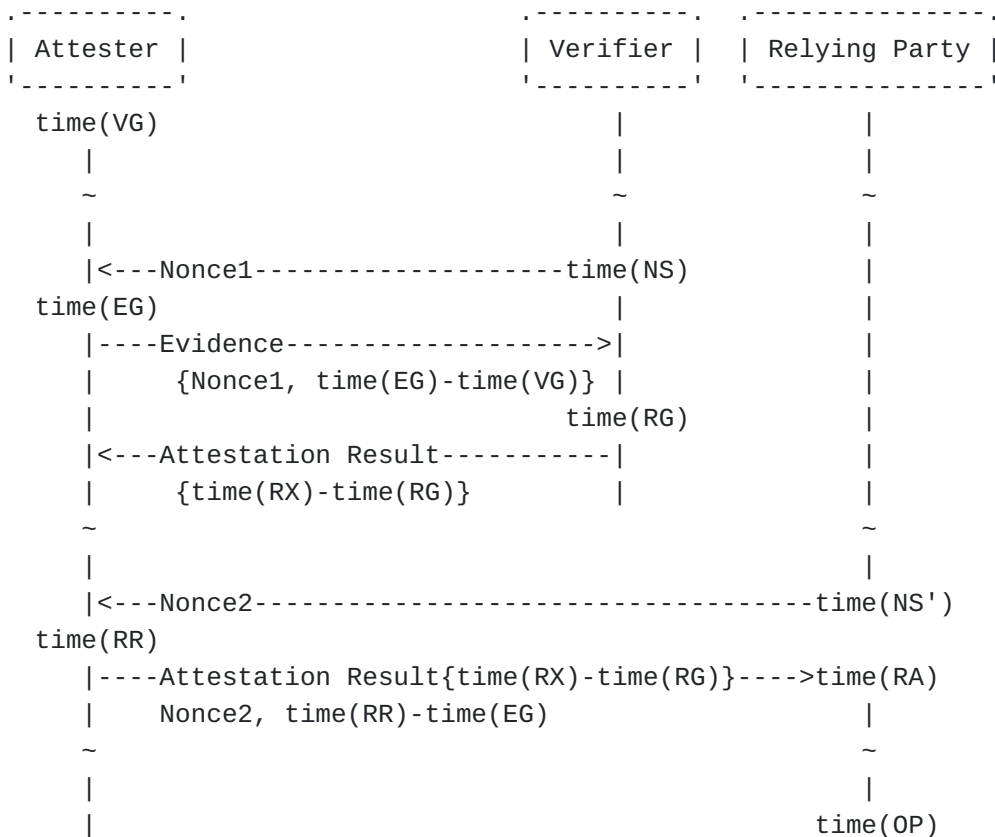 .----------. .----------. .---------------.
| Attester | | Verifier | | Relying Party |
'----------' '----------' '---------------'
time(VG) | |
| | |
~ ~ ~
| | |
|<---Nonce1--------------------time(NS) |
time(EG) | |
|----Evidence-------------------->| |
| {Nonce1, time(EG)-time(VG)} | |
| time(RG) |
|<---Attestation Result-----------| |
| {time(RX)-time(RG)} | |
~ ~
| |
|<---Nonce2------------------------------------time(NS')
time(RR)
|----Attestation Result{time(RX)-time(RG)}---->time(RA)
| Nonce2, time(RR)-time(EG) |
~ ~
| |
| time(OP)